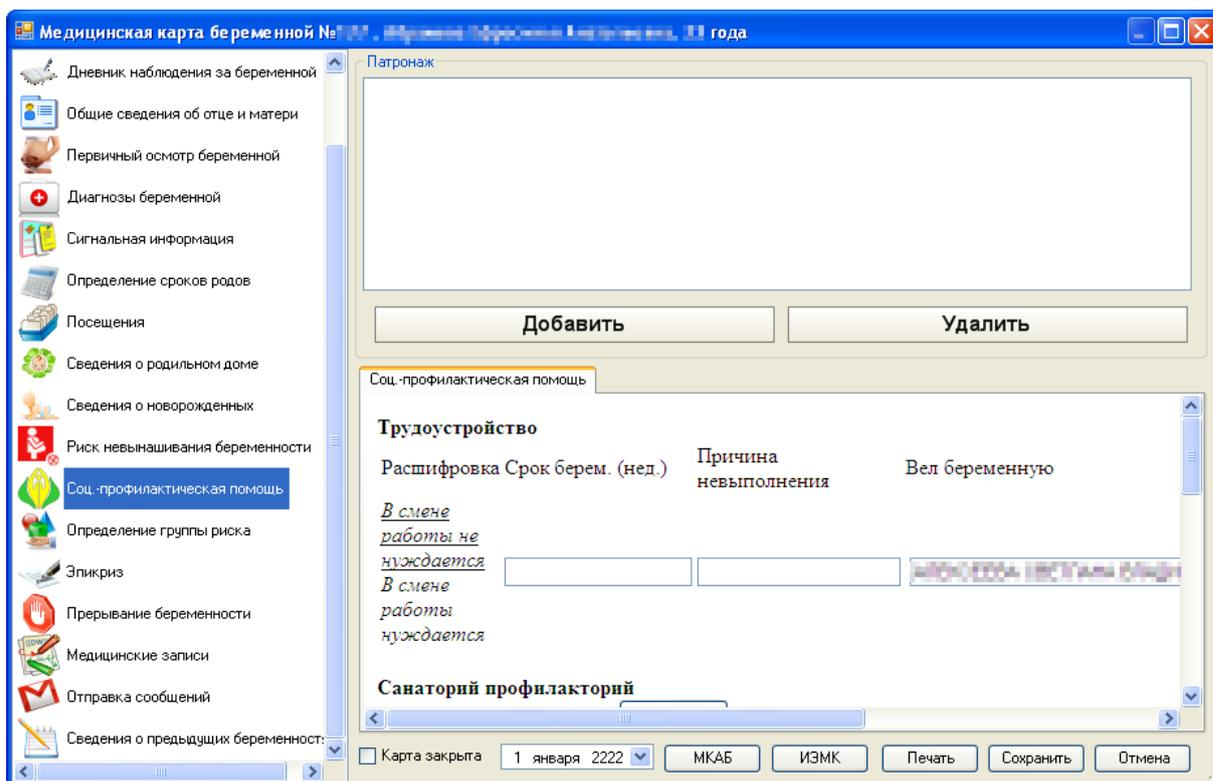 Медицинская карта беременной №
года
Дневник наблюдения за беременной
Общие сведения об отце и матери
Первичный осмотр беременной
Диагнозы беременной
Сигнальная информация
Определение сроков родов
Посещения
Сведения о родильном доме
Сведения о новорожденных
Риск невынашивания беременности
Соц.-профилактическая помощь
Определение группы риска
Эпикриз
Прерывание беременности
Медицинские записи
Отправка сообщений
Сведения о предыдущих беременност
Патронаж
Добавить
Удалить
Соц.-профилактическая помощь
Трудоустройство
Расшифровка Срок берем. (нед.)
Причина
невыполнения
Вел беременную
В смене
работы не
нуждается
В смене
работы
нуждается
Санаторий профилакторий
Карта закрыта
1 января 2222
МКАБ
ИЗМК
Печать
Сохранить
Отмена